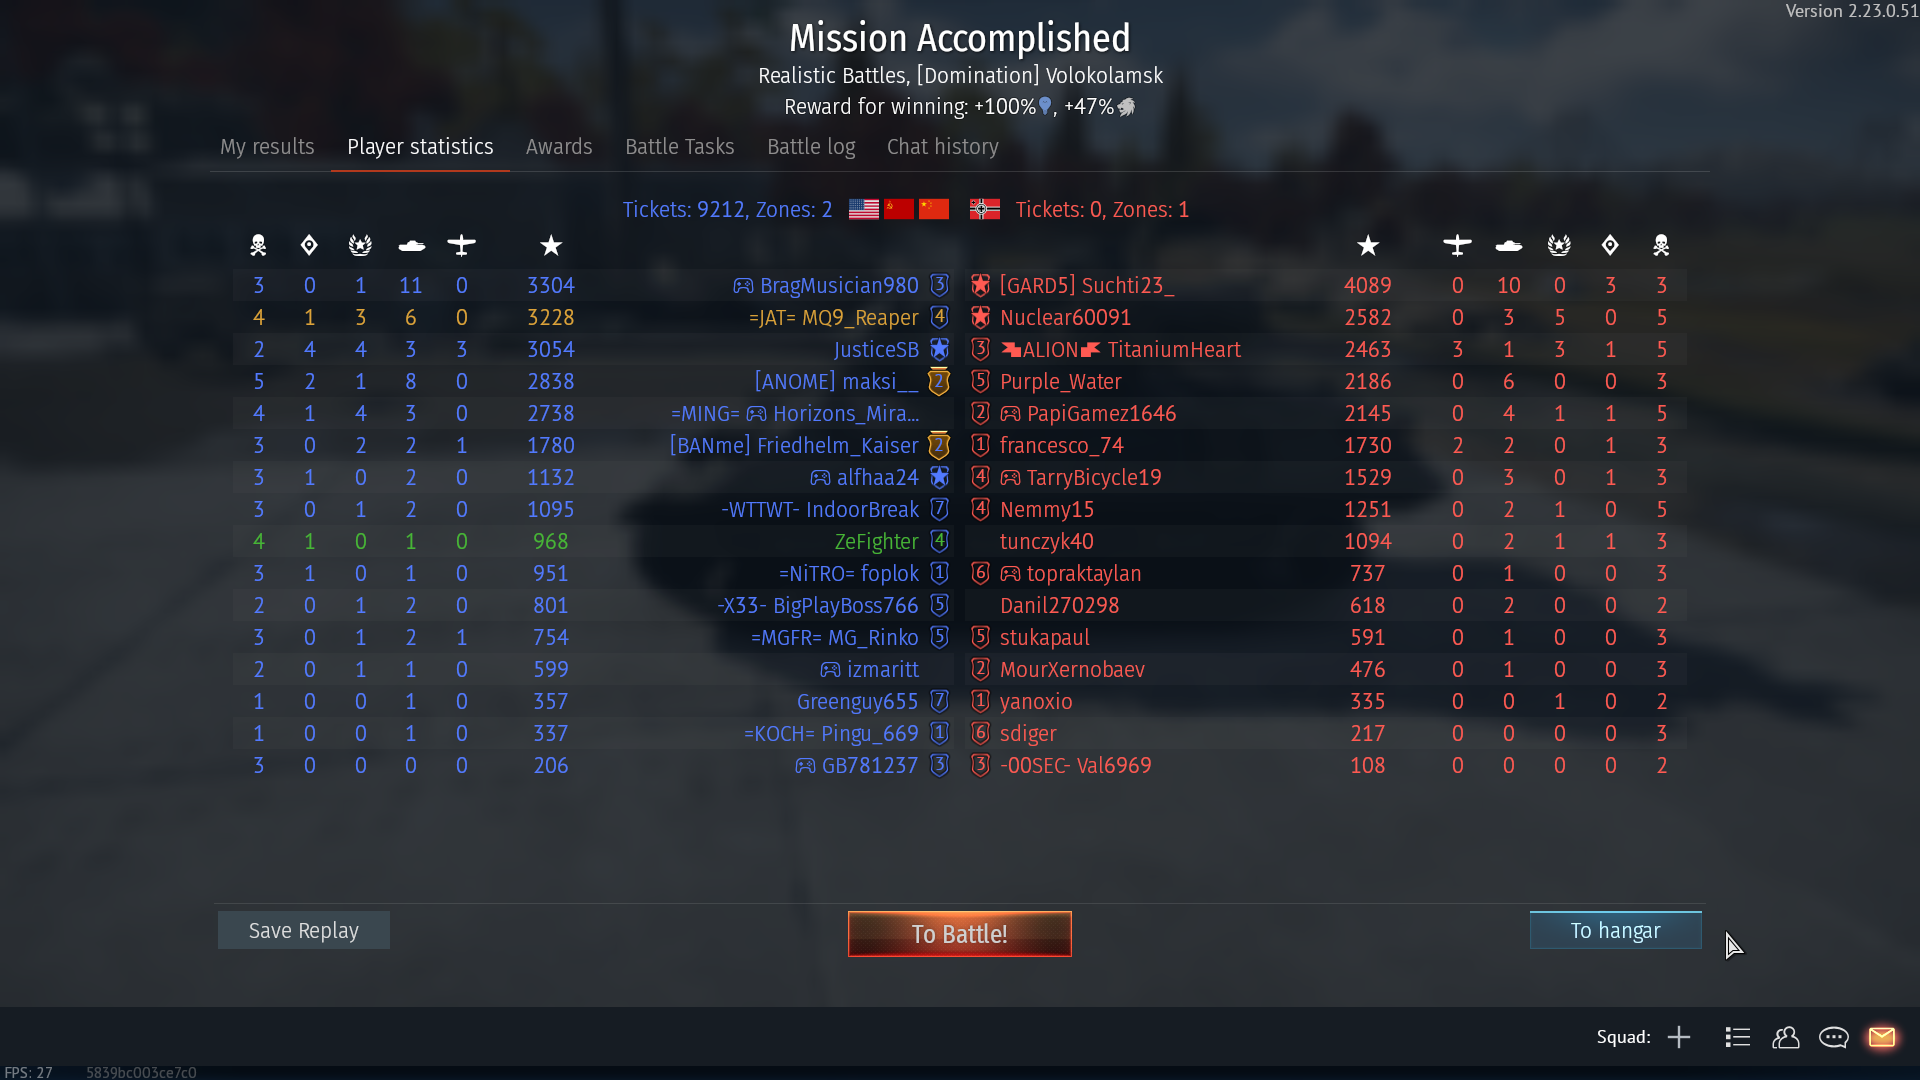 Version 2.23.0.51
Mission Accomplished
Realistic Battles, [Domination] Volokolamsk
Reward for winning: +100%, +47%
My results Player statistics Awards Battle Tasks Battle log Chat history
Tickets: 9212, Zones: 2 Tickets: 0, Zones: 1
3 0 1 11 0 3304 BragMusician980 3 [GARD5] Suchti23_ 4089 0 10 0 3 3
4 1 3 6 0 3228 =JAT= MQ9_Reaper 4 Nuclear60091 2582 0 3 5 0 5
2 4 4 3 3 3054 JusticeSB 3 ALION TitaniumHeart 2463 3 1 3 1 5
5 2 1 8 0 2838 [ANOME] maksi__ 2 5 Purple_Water 2186 0 6 0 0 3
4 1 4 3 0 2738 =MING= Horizons_Mira... 2 PapiGamez1646 2145 0 4 1 1 5
3 0 2 2 1 1780 [BANme] Friedhelm_Kaiser 2 1 francesco_74 1730 2 2 0 1 3
3 1 0 2 0 1132 alfhaa24 4 TarryBicycle19 1529 0 3 0 1 3
3 0 1 2 0 1095 -WTTWT- IndoorBreak 7 4 Nemmy15 1251 0 2 1 0 5
4 1 0 1 0 968 ZeFighter 4 tunczyk40 1094 0 2 1 1 3
3 1 0 1 0 951 =NiTRO= foplok 1 6 topraktaylan 737 0 1 0 0 3
2 0 1 2 0 801 -X33- BigPlayBoss766 5 Danil270298 618 0 2 0 0 2
3 0 1 2 1 754 =MGFR= MG_Rinko 5 5 stukapaul 591 0 1 0 0 3
2 0 1 1 0 599 izmaritt 2 MourXernobaev 476 0 1 0 0 3
1 0 0 1 0 357 Greenguy655 7 1 yanoxio 335 0 0 1 0 2
1 0 0 1 0 337 =KOCH= Pingu_669 1 6 sdiger 217 0 0 0 0 3
3 0 0 0 0 206 GB781237 3 3 -00SEC- Val6969 108 0 0 0 0 2
Save Replay To Battle! To hangar
Squad:
FPS: 27 5839bc003ce7c0